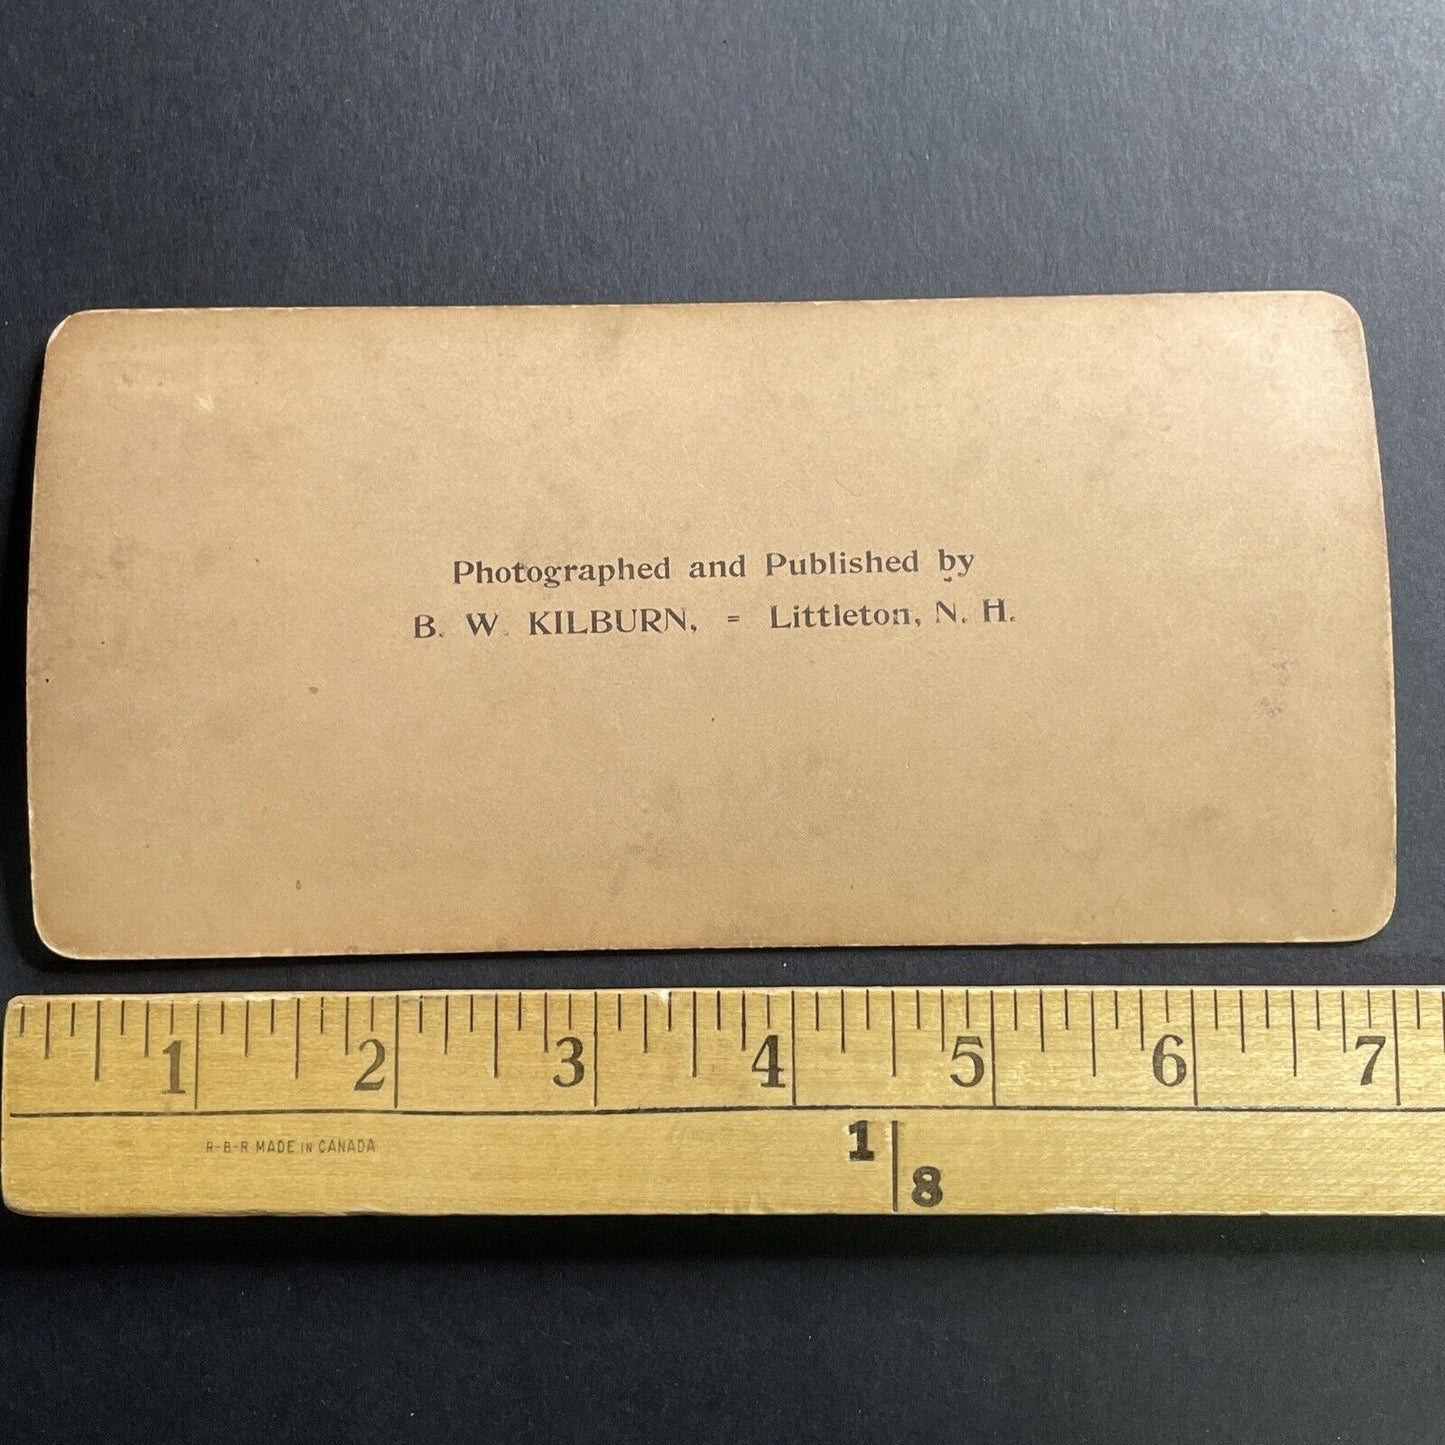 Photographed and Published by
B. W. KILBURN, = Littleton, N. H.
1 2 3 4 5 6 7
R-B-R MADE IN CANADA
1
8